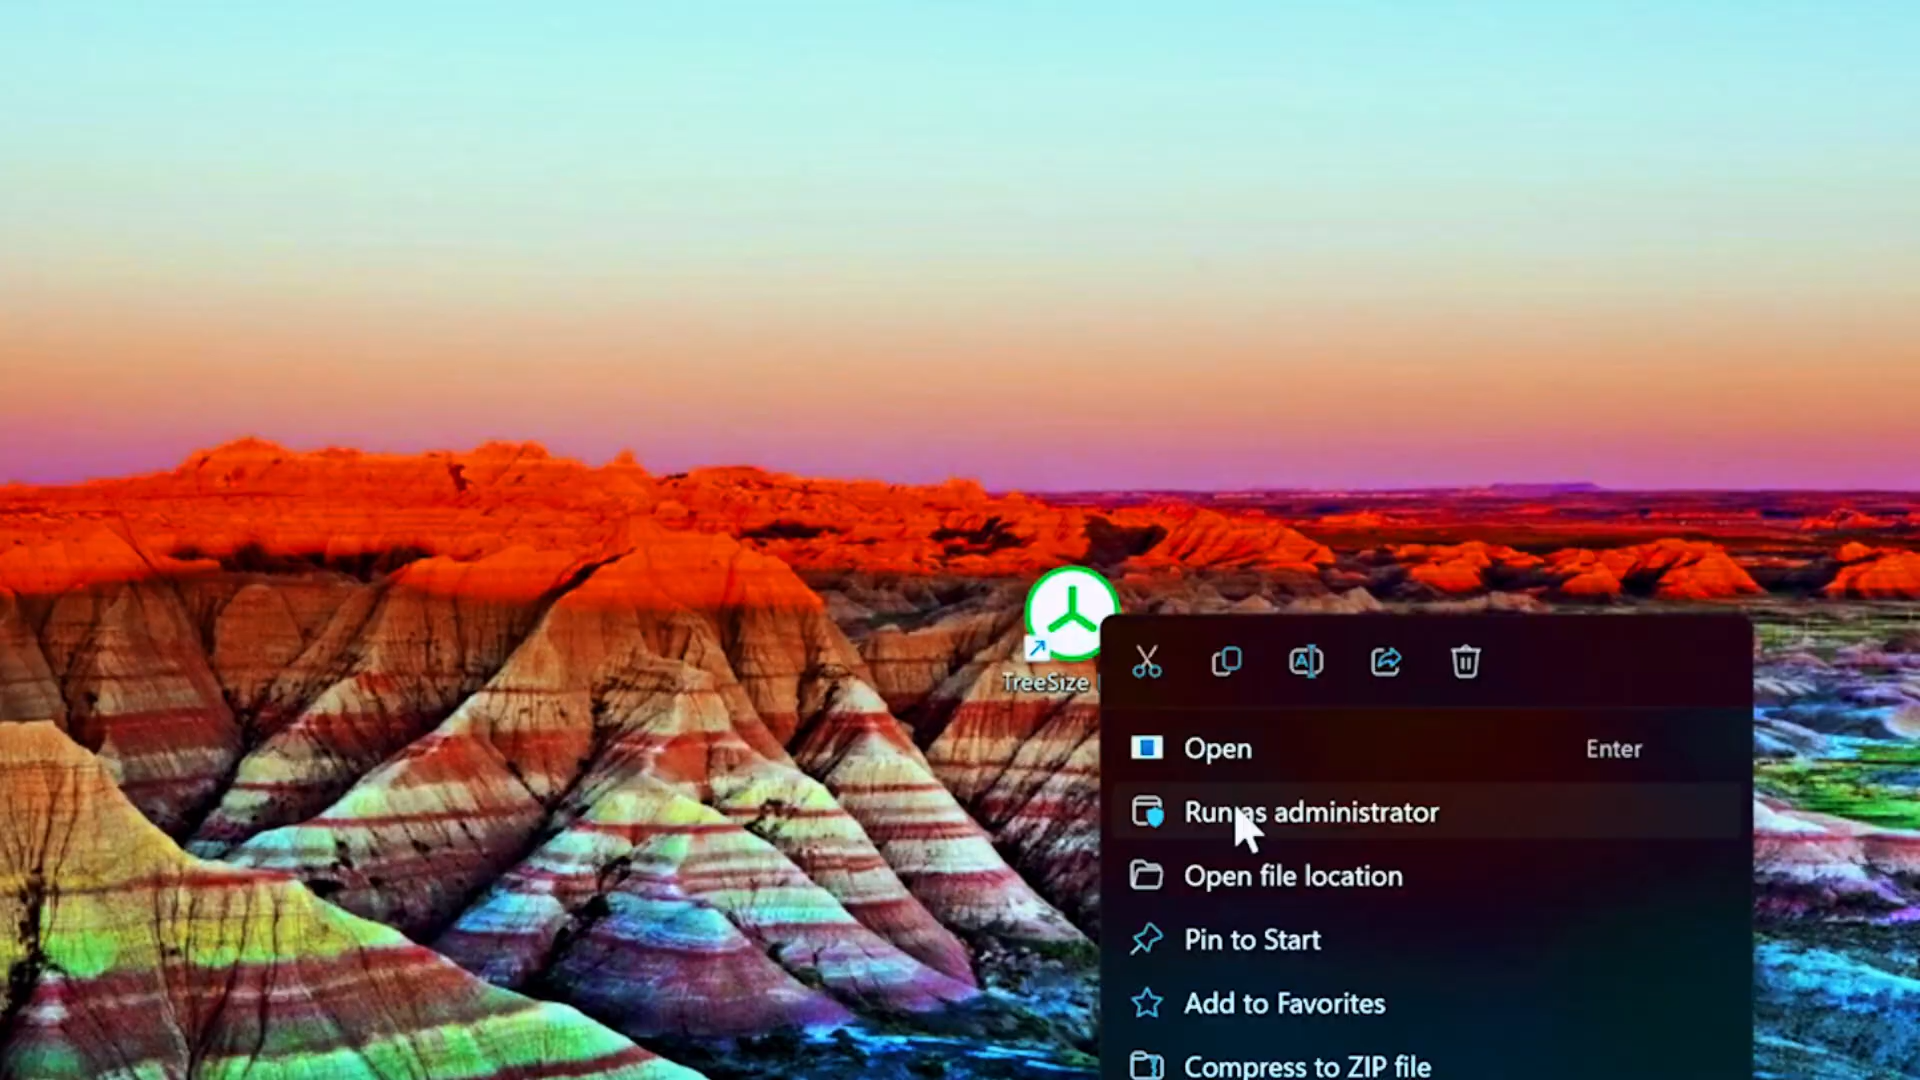 TreeSize
Open Enter
Run as administrator
Open file location
Pin to Start
Add to Favorites
Compress to ZIP file